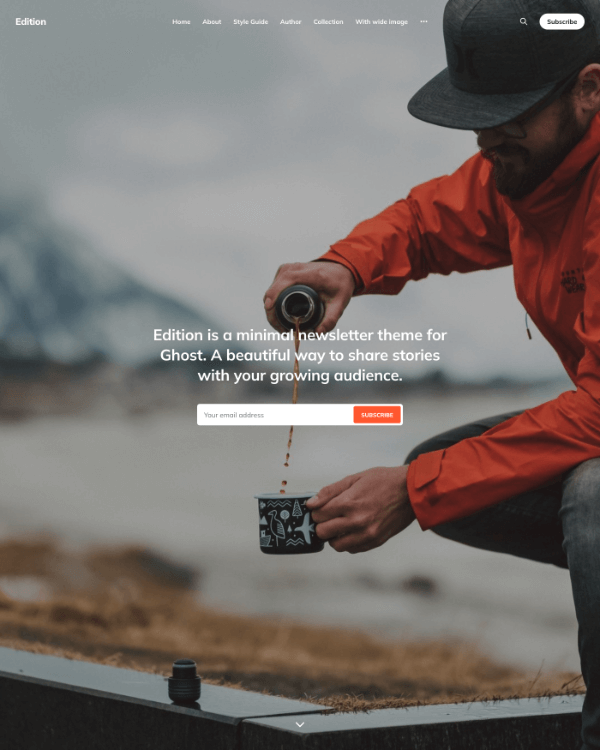 Edition
Home About Style Guide Author Collection With wide image ...
Subscribe
Edition is a minimal newsletter theme for
Ghost. A beautiful way to share stories
with your growing audience.
Your email address
SUBSCRIBE